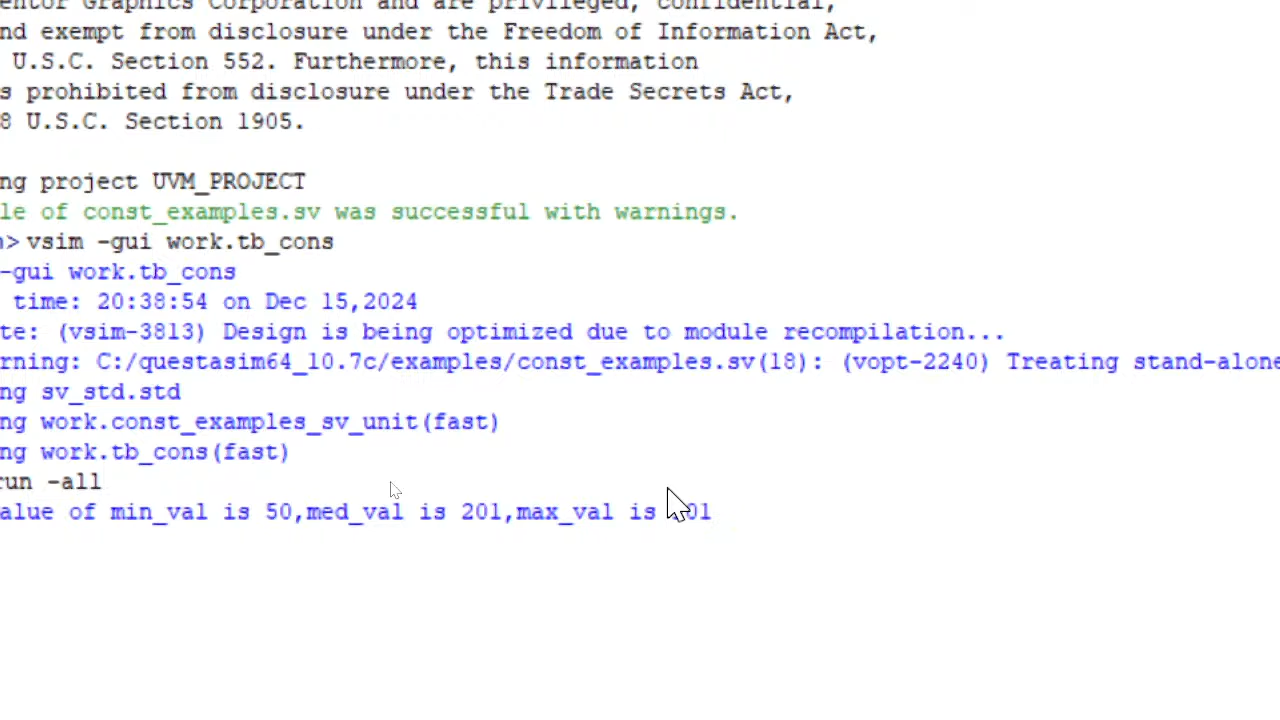 entor Graphics Corporation and are privileged, confidential,
nd exempt from disclosure under the Freedom of Information Act,
U.S.C. Section 552. Furthermore, this information
s prohibited from disclosure under the Trade Secrets Act,
8 U.S.C. Section 1905.
ng project UVM_PROJECT
le of const_examples.sv was successful with warnings.
> vsim -gui work.tb_cons
-gui work.tb_cons
time: 20:38:54 on Dec 15,2024
te: (vsim-3813) Design is being optimized due to module recompilation...
rning: C:/questasim64_10.7c/examples/const_examples.sv(18): (vopt-2240) Treating stand-alone
ng sv_std.std
ng work.const_examples_sv_unit(fast)
ng work.tb_cons(fast)
run -all
alue of min_val is 50,med_val is 201,max_val is